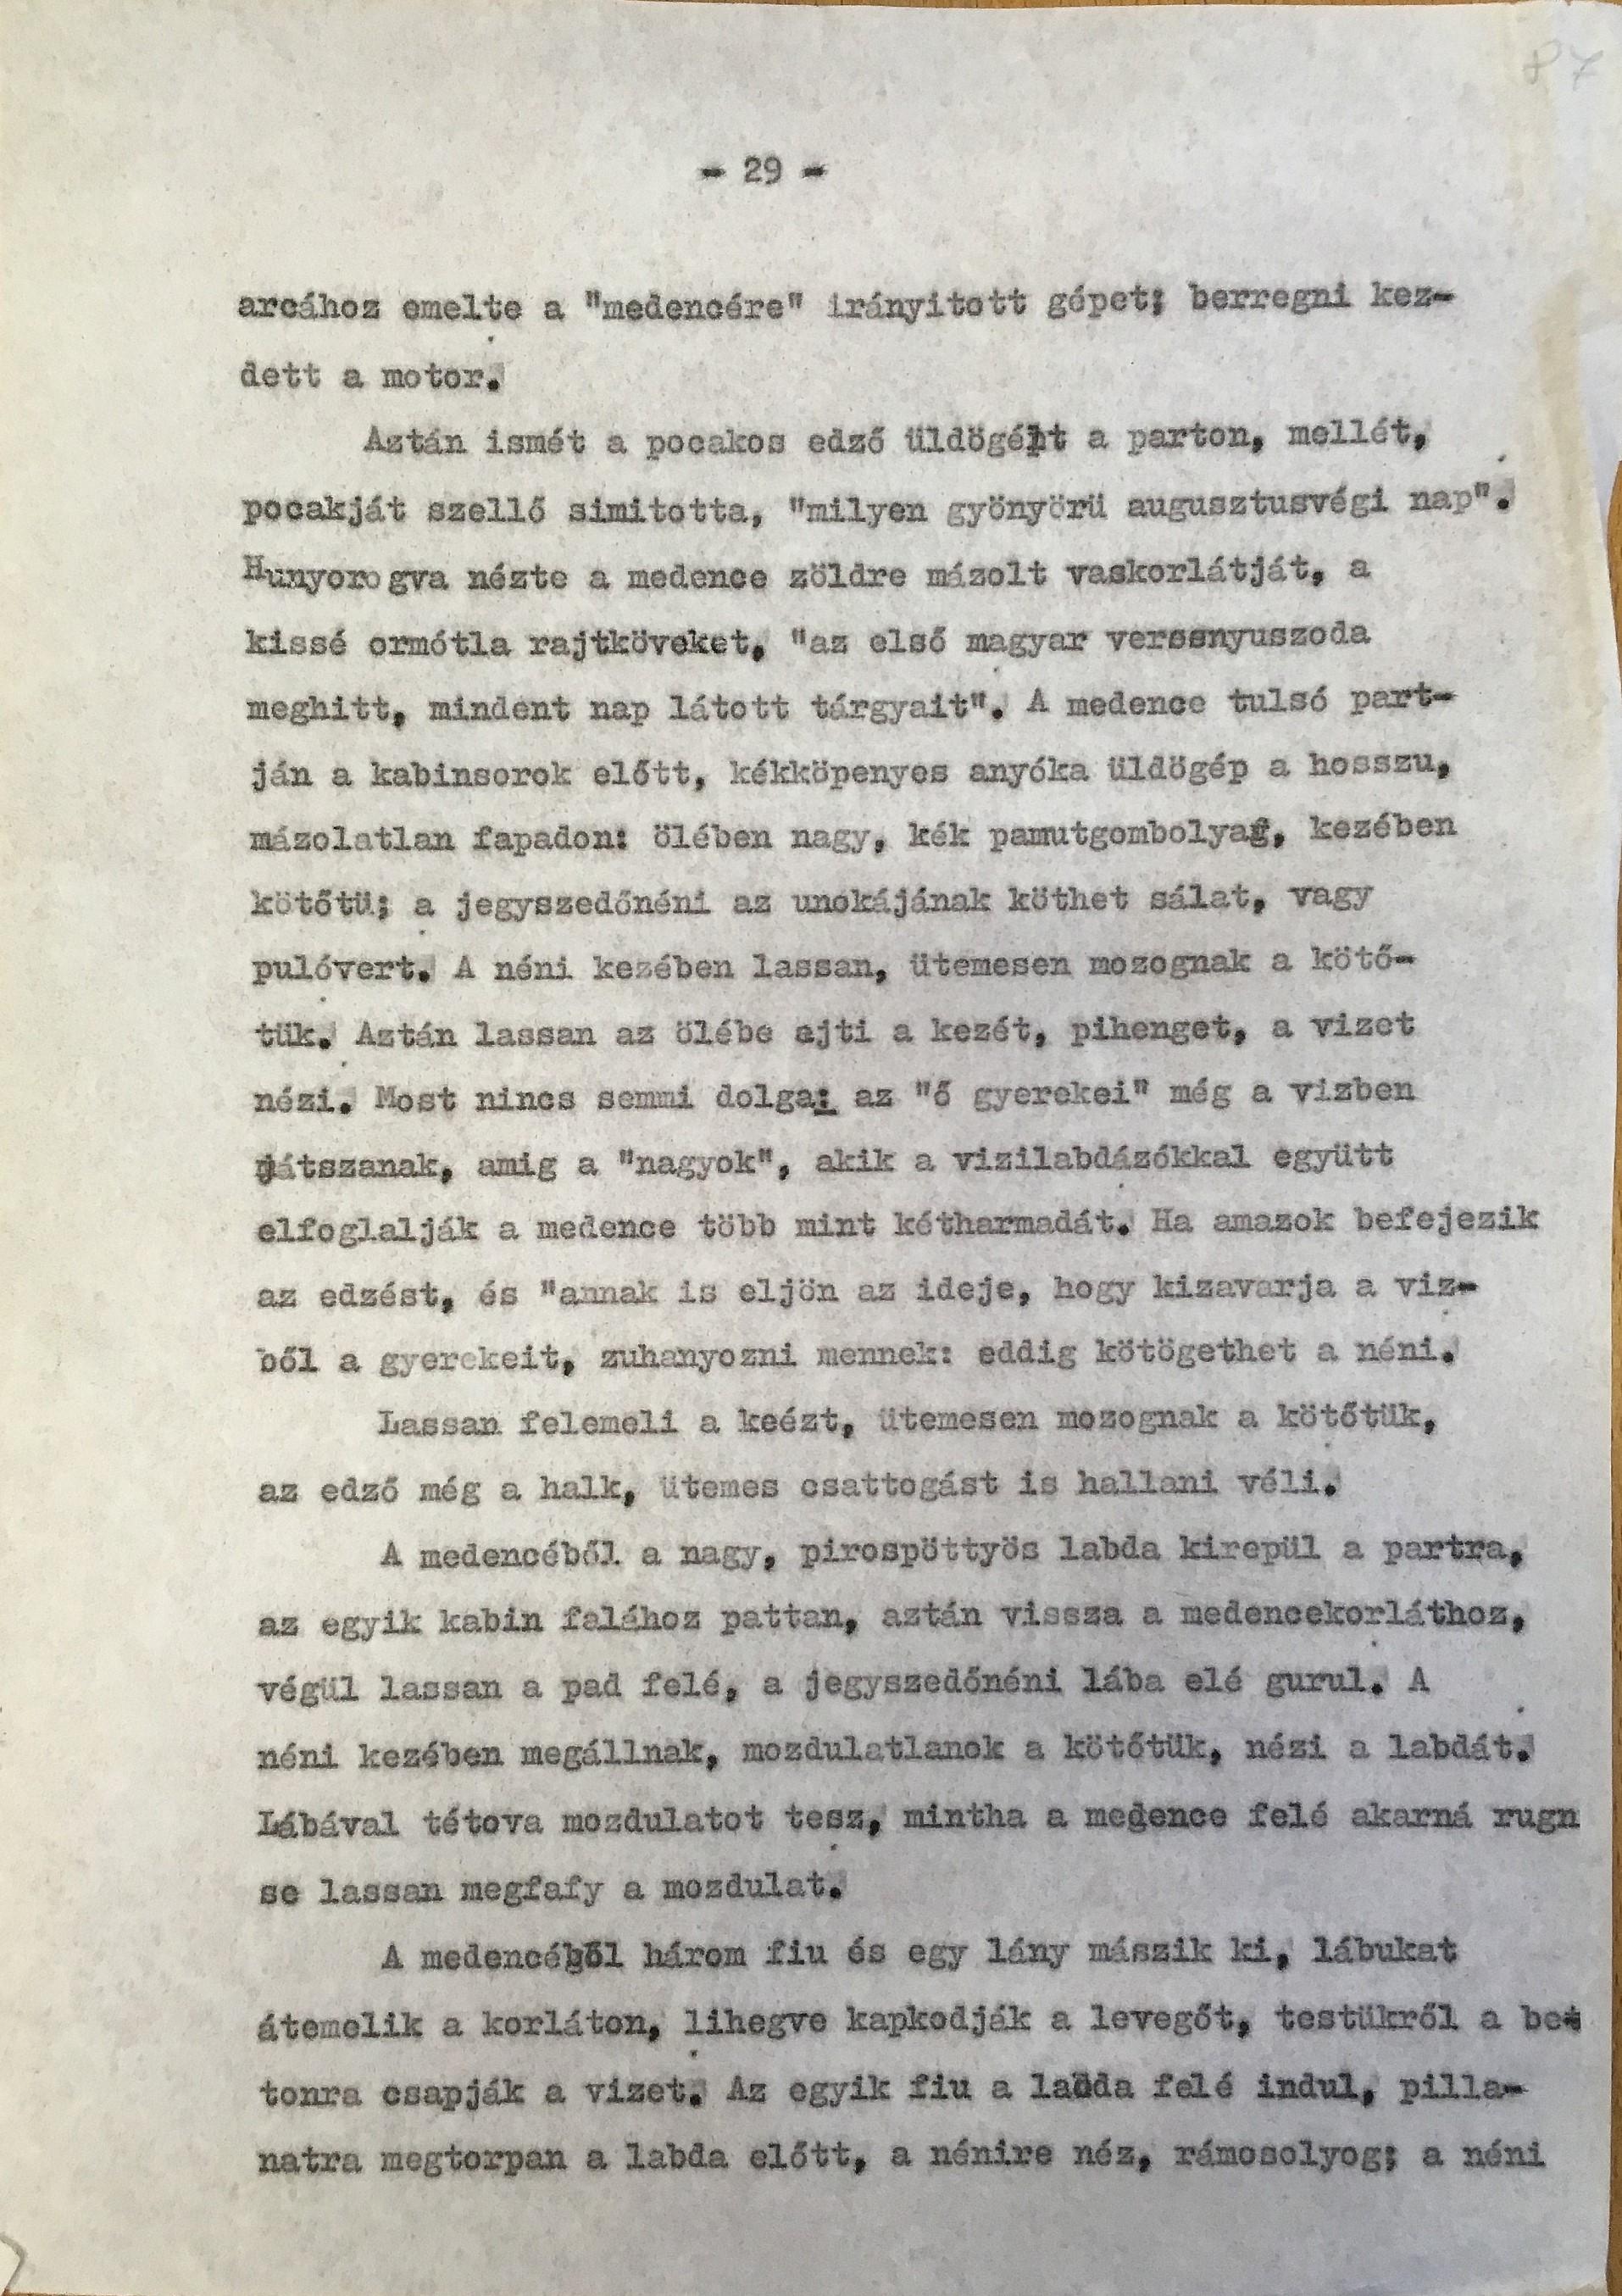 87
- 29 -
arcához emelte a "medencére" irányitott gépet; berregni kez-
dett a motor.
Aztán ismét a pocakos edző üldögélt a parton, mellét,
pocakját szellő simitotta, "milyen gyönyörü augusztusvégi nap".
Hunyorogva nézte a medence zöldre mázolt vaskorlátját, a
kissé ormótla rajtköveket, "az első magyar verssnyuszoda
meghitt, mindent nap látott tárgyait". A medence tulsó part-
ján a kabinsorok előtt, kékköpenyes anyóka üldögép a hosszu,
mázolatlan fapadon: ölében nagy, kék pamutgombolyag, kezében
kötőtü; a jegyszedőnéni az unokájának köthet sálat, vagy
pulóvert. A néni kezében lassan, ütemesen mozognak a kötő-
tük. Aztán lassan az ölébe ejti a kezét, pihenget, a vizet
nézi. Most nincs semmi dolga: az "ő gyerekei" még a vizben
játszanak, amig a "nagyok", akik a vizilabdázókkal együtt
elfoglalják a medence több mint kétharmadát. Ha amazok befejezik
az edzést, és "annak is eljön az ideje, hogy kizavarja a viz-
ből a gyerekeit, zuhanyozni mennek: eddig kötögethet a néni.
Lassan felemeli a keézt, ütemesen mozognak a kötőtük,
az edző még a halk, ütemes csattogást is hallani véli.
A medencéből a nagy, pirospöttyös labda kirepül a partra,
az egyik kabin falához pattan, aztán vissza a medencekorláthoz,
végül lassan a pad felé, a jegyszedőnéni lába elé gurul. A
néni kezében megállnak, mozdulatlanok a kötőtük, nézi a labdát.
Lábával tétova mozdulatot tesz, mintha a medence felé akarná rugn
se lassan megfafy a mozdulat.
A medencéből három fiu és egy lány mászik ki, lábukat
átemelik a korláton, lihegve kapkodják a levegőt, testükről a be-
tonra csapják a vizet. Az egyik fiu a labda felé indul, pilla-
natra megtorpan a labda előtt, a nénire néz, rámosolyog; a néni